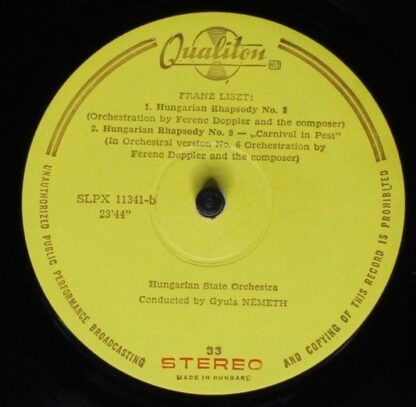 Qualiton
FRANZ LISZT:
1. Hungarian Rhapsody No. 2
(Orchestration by Ferenc Doppler and the composer)
2. Hungarian Rhapsody No. 9 — „Carnival in Pest"
(In Orchestral version No. 6 Orchestration by
Ferenc Doppler and the composer)
SLPX 11341-b
23'44"
Hungarian State Orchestra
Conducted by Gyula NÉMETH
UNAUTHORIZED PUBLIC PERFORMANCE BROADCASTING
AND COPYING OF THIS RECORD IS PROHIBITED
33
STEREO
MADE IN HUNGARY